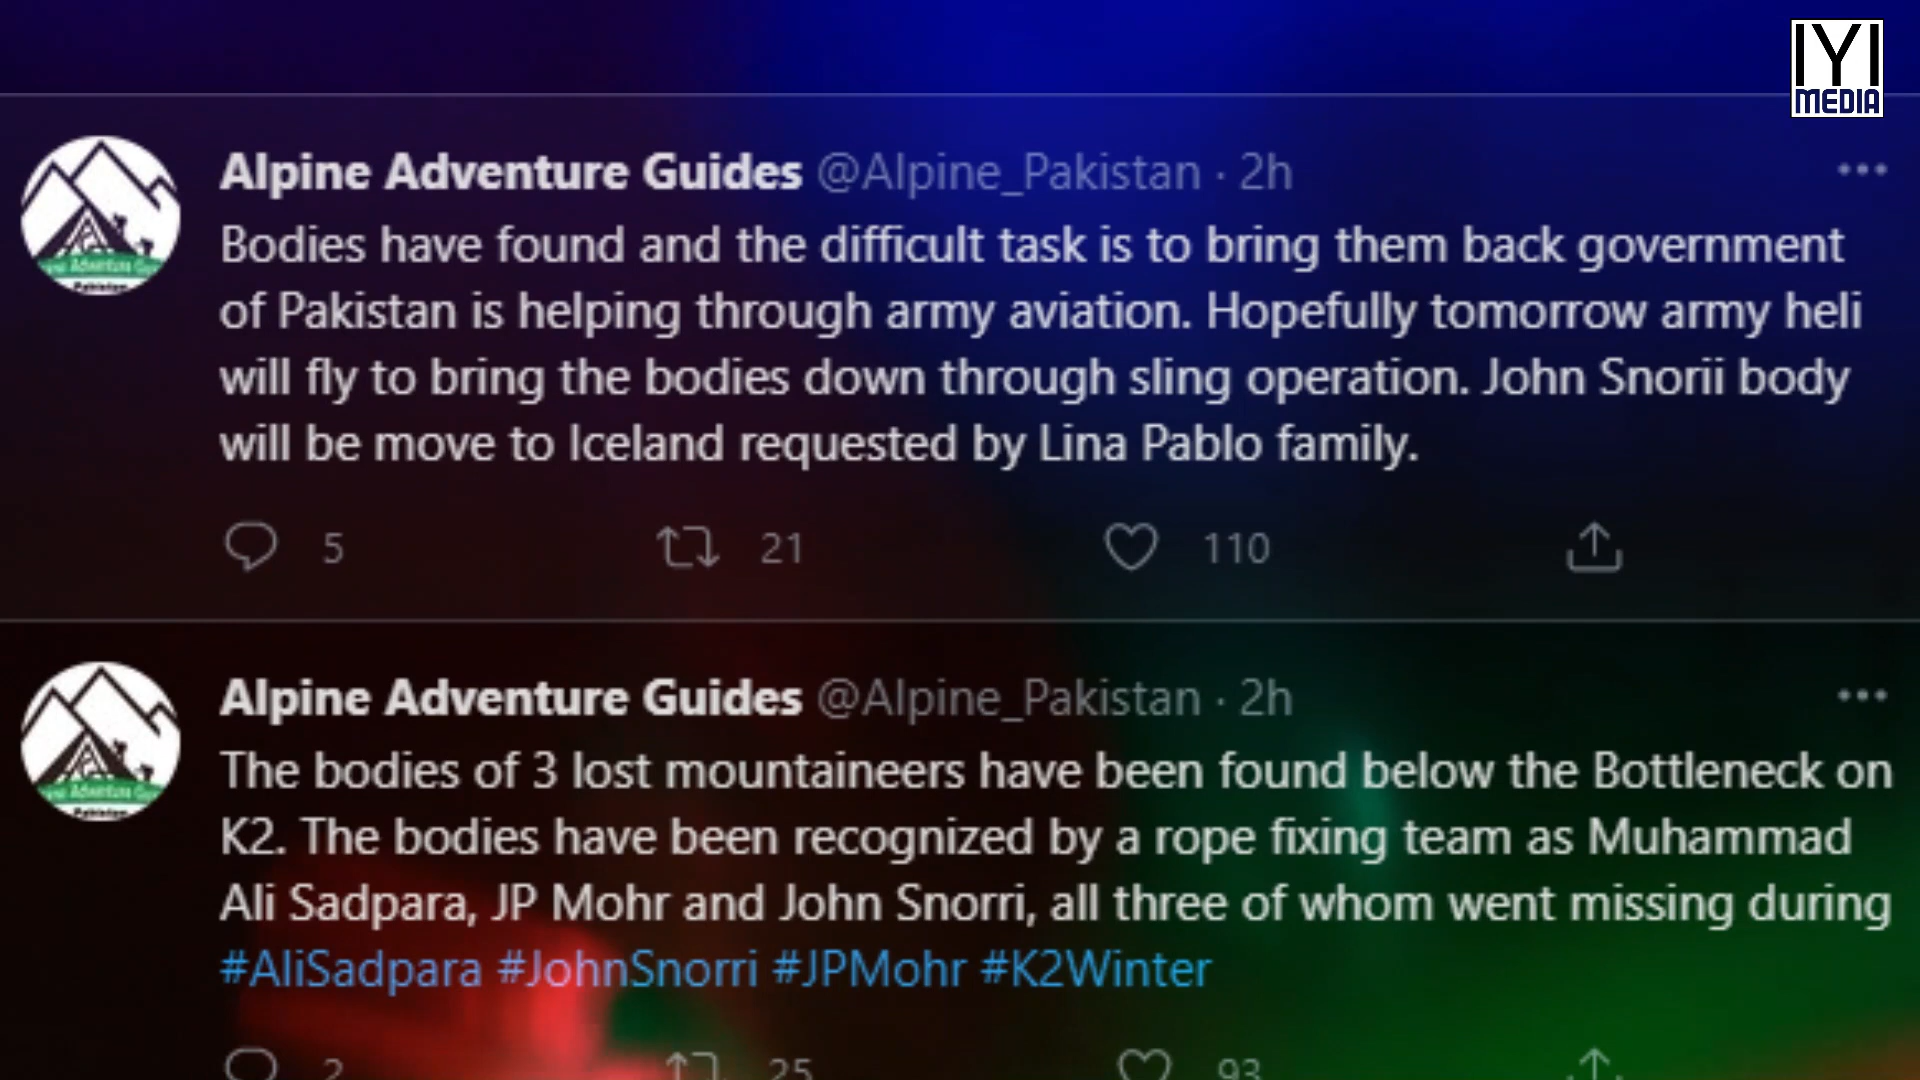 IYI
MEDIA
Alpine Adventure Guides @Alpine_Pakistan · 2h
Bodies have found and the difficult task is to bring them back government
of Pakistan is helping through army aviation. Hopefully tomorrow army heli
will fly to bring the bodies down through sling operation. John Snorii body
will be move to Iceland requested by Lina Pablo family.
5 21 110
Alpine Adventure Guides @Alpine_Pakistan · 2h
The bodies of 3 lost mountaineers have been found below the Bottleneck on
K2. The bodies have been recognized by a rope fixing team as Muhammad
Ali Sadpara, JP Mohr and John Snorri, all three of whom went missing during
#AliSadpara #JohnSnorri #JPMohr #K2Winter
2 25 93